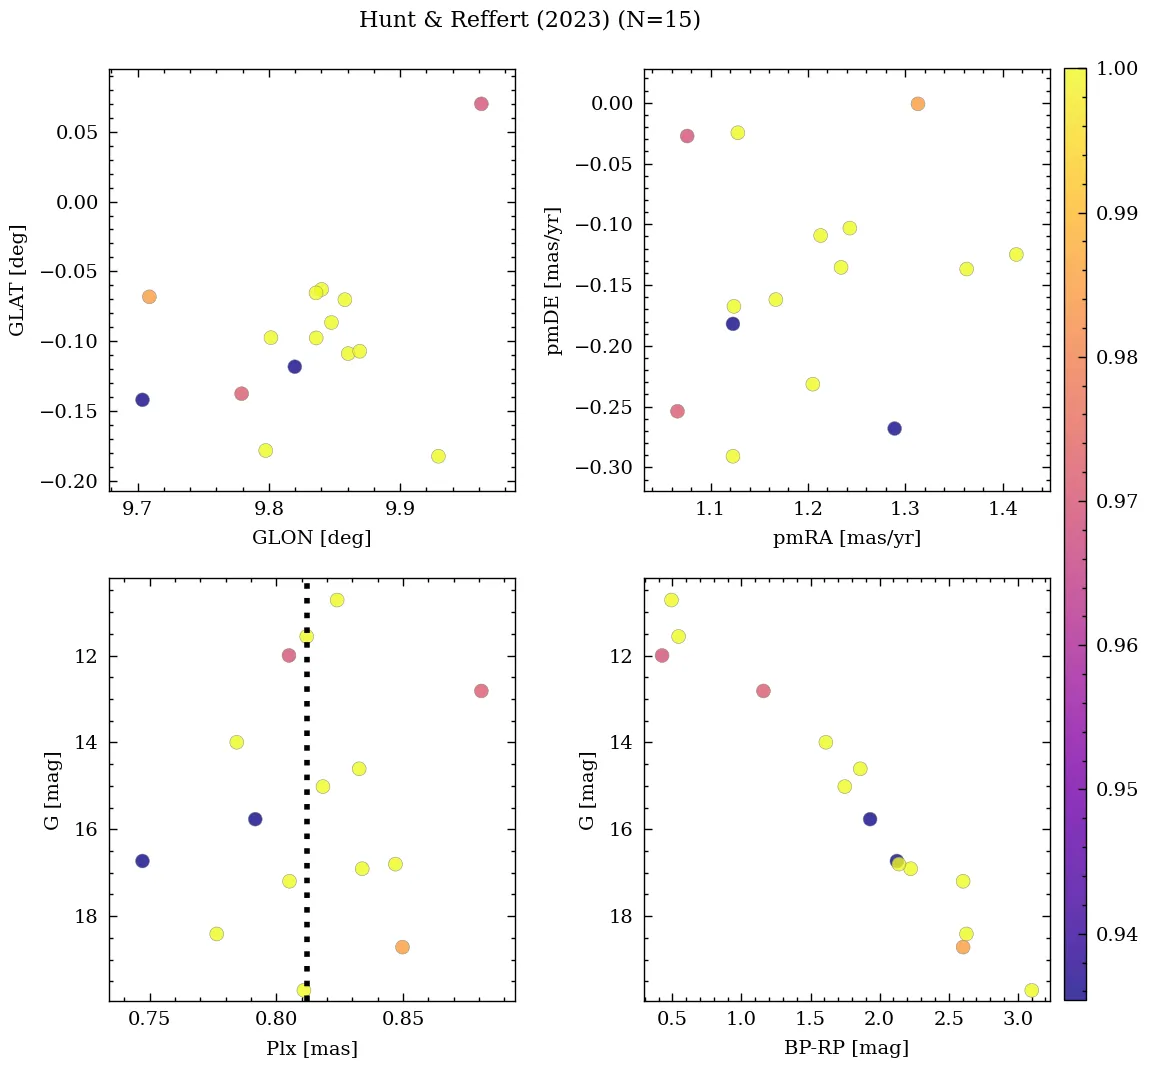 Hunt & Reffert (2023) (N=15)
GLAT [deg]
0.05
0.00
−0.05
−0.10
−0.15
−0.20
9.7 9.8 9.9
GLON [deg]
pmDE [mas/yr]
0.00
−0.05
−0.10
−0.15
−0.20
−0.25
−0.30
1.1 1.2 1.3 1.4
pmRA [mas/yr]
G [mag]
12
14
16
18
0.75 0.80 0.85
Plx [mas]
G [mag]
12
14
16
18
0.5 1.0 1.5 2.0 2.5 3.0
BP-RP [mag]
1.00
0.99
0.98
0.97
0.96
0.95
0.94